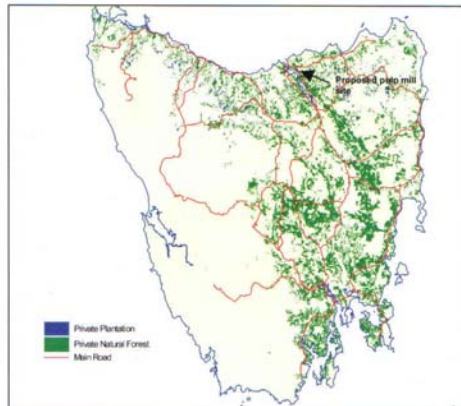 Proposed pulp mill
site
Private Plantation
Private Natural Forest
Main Road